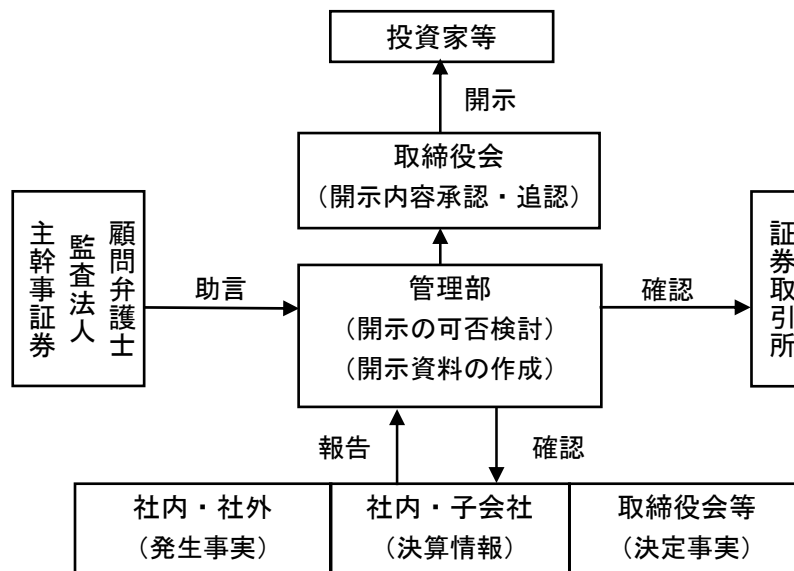 投資家等
開示
取締役会
(開示内容承認・追認)
顧問弁護士
監査法人
主幹事証券
助言
管理部
(開示の可否検討)
(開示資料の作成)
確認
証券取引所
報告
確認
社内・社外
(発生事実)
社内・子会社
(決算情報)
取締役会等
(決定事実)